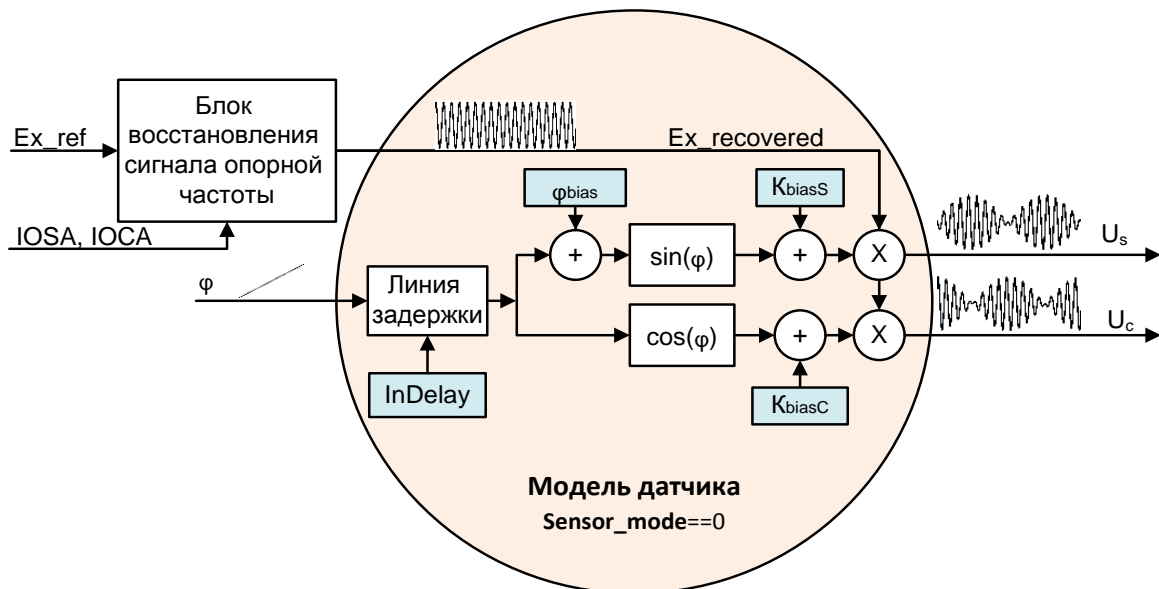 Блок
восстановления
сигнала опорной
частоты
Ex_ref
IOSA, IOCA
Ex_recovered
φbias
KbiasS
+
sin(φ)
+
X
Us
φ
Линия
задержки
cos(φ)
+
X
Uc
InDelay
KbiasC
Модель датчика
Sensor_mode==0